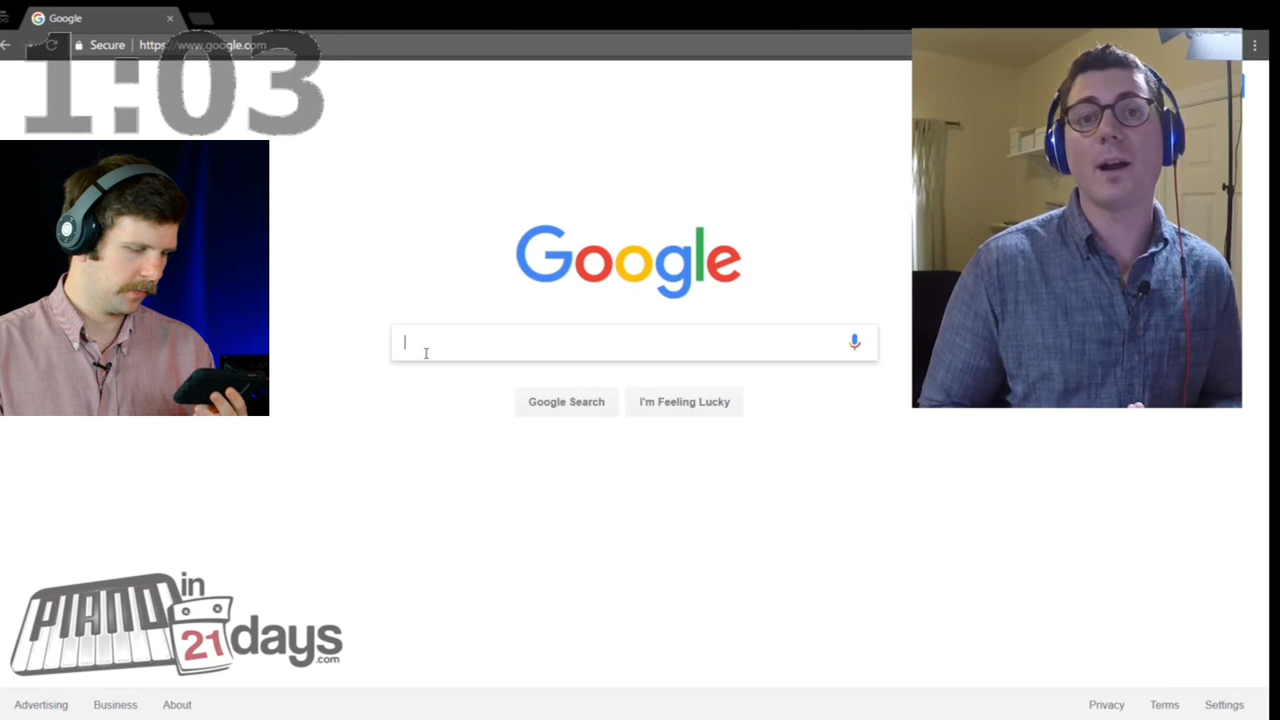 Google
Secure
https://www.google.com
1:03
Google
Google Search
I'm Feeling Lucky
PIANO in
21 days
.com
Advertising
Business
About
Privacy
Terms
Settings